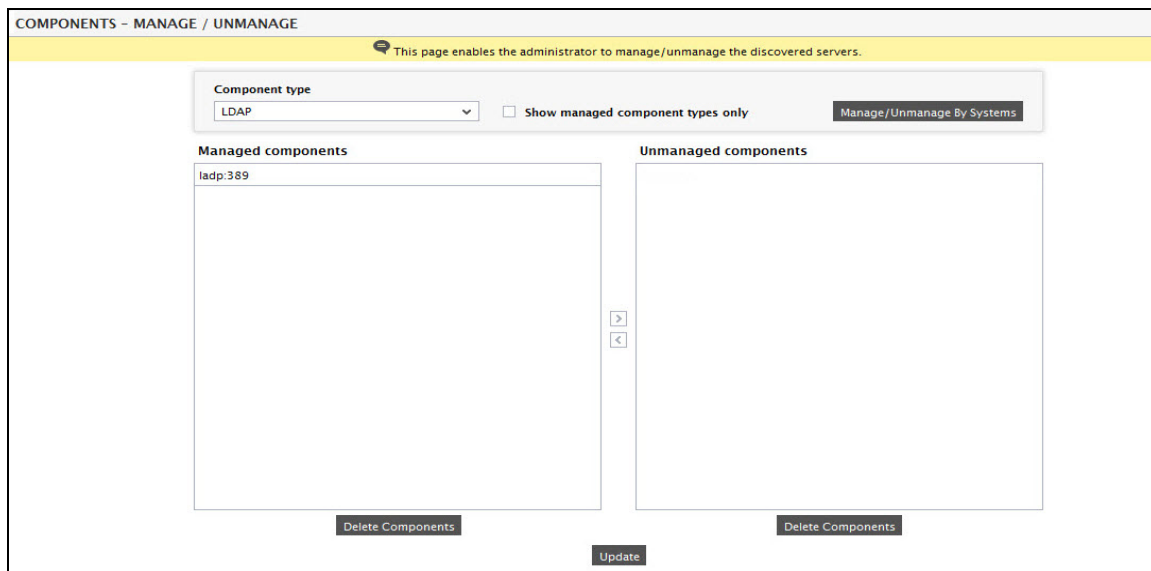 COMPONENTS - MANAGE / UNMANAGE
This page enables the administrator to manage/unmanage the discovered servers.
Component type
LDAP
Show managed component types only
Manage/Unmanage By Systems
Managed components
Unmanaged components
ladp:389
>
<
Delete Components
Delete Components
Update